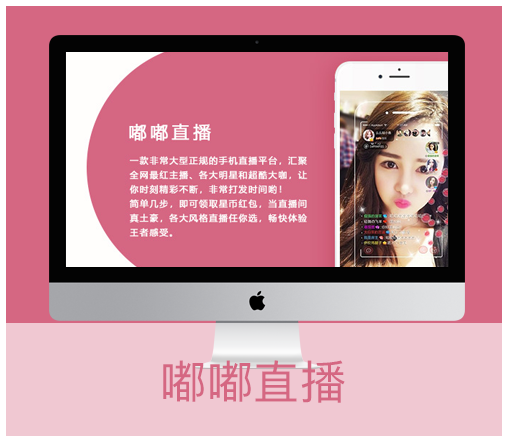 嘟嘟直播
一款非常大型正规的手机直播平台，汇聚
全网最红主播、各大明星和超酷大咖，让
你时刻精彩不断，非常打发时间哟！
简单几步，即可领取星币红包，当直播间
真土豪，各大风格直播任你选，畅快体验
王者感受。
嘟嘟直播